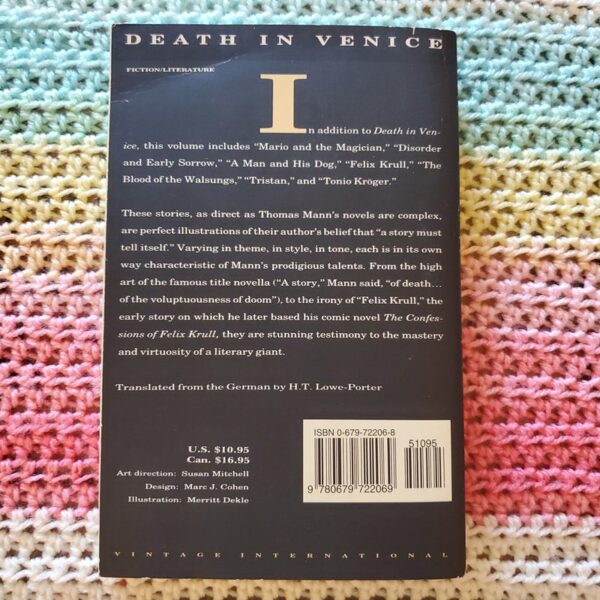 DEATH IN VENICE
FICTION/LITERATURE
In addition to Death in Ven-
ice, this volume includes “Mario and the Magician,” “Disorder
and Early Sorrow,” “A Man and His Dog,” “Felix Krull,” “The
Blood of the Walsungs,” “Tristan,” and “Tonio Kröger.”
These stories, as direct as Thomas Mann’s novels are complex,
are perfect illustrations of their author’s belief that “a story must
tell itself.” Varying in theme, in style, in tone, each is in its own
way characteristic of Mann’s prodigious talents. From the high
art of the famous title novella (“A story,” Mann said, “of death...
of the voluptuousness of doom”), to the irony of “Felix Krull,” the
early story on which he later based his comic novel The Confes-
sions of Felix Krull, they are stunning testimony to the mastery
and virtuosity of a literary giant.
Translated from the German by H.T. Lowe-Porter
U.S. $10.95
Can. $16.95
Art direction: Susan Mitchell
Design: Marc J. Cohen
Illustration: Merritt Dekle
ISBN 0-679-72206-8
51095
9 780679 722069
VINTAGE INTERNATIONAL